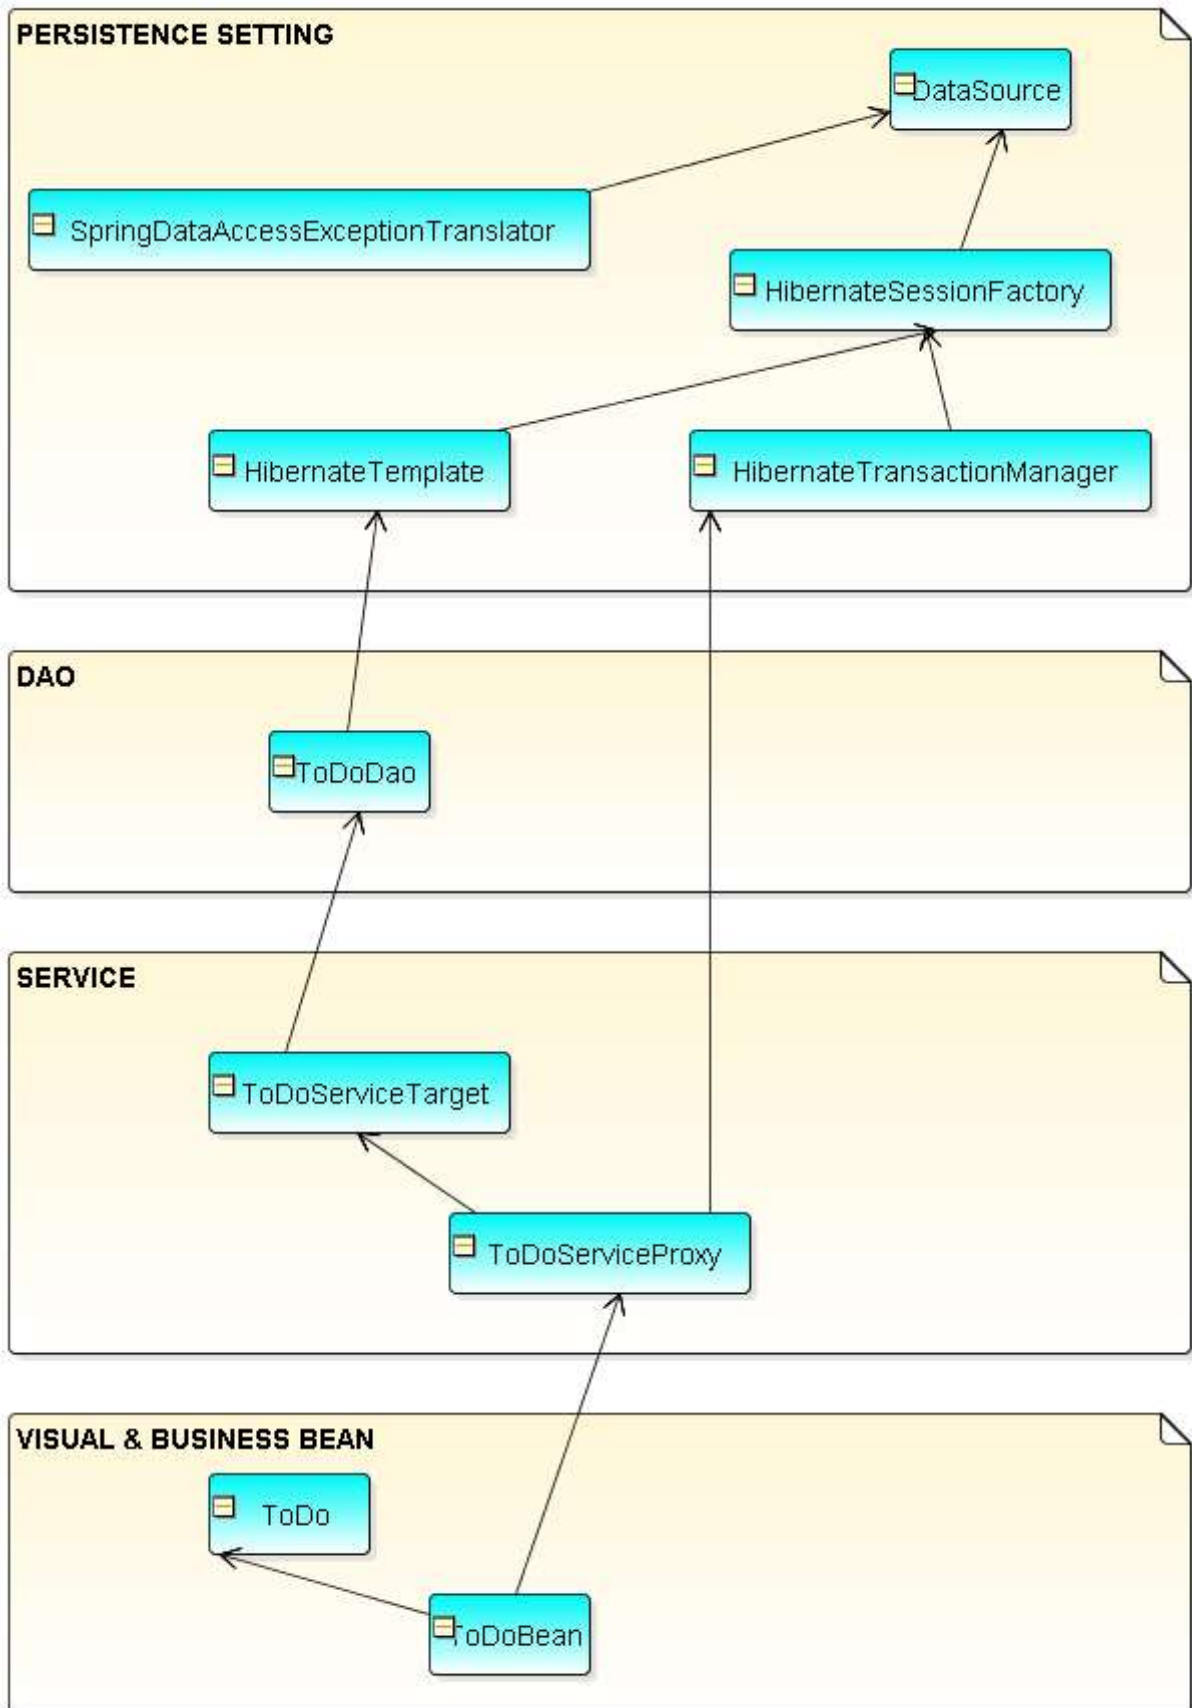 PERSISTENCE SETTING
DataSource
SpringDataAccessExceptionTranslator
HibernateSessionFactory
HibernateTemplate
HibernateTransactionManager
DAO
ToDoDao
SERVICE
ToDoServiceTarget
ToDoServiceProxy
VISUAL & BUSINESS BEAN
ToDo
ToDoBean